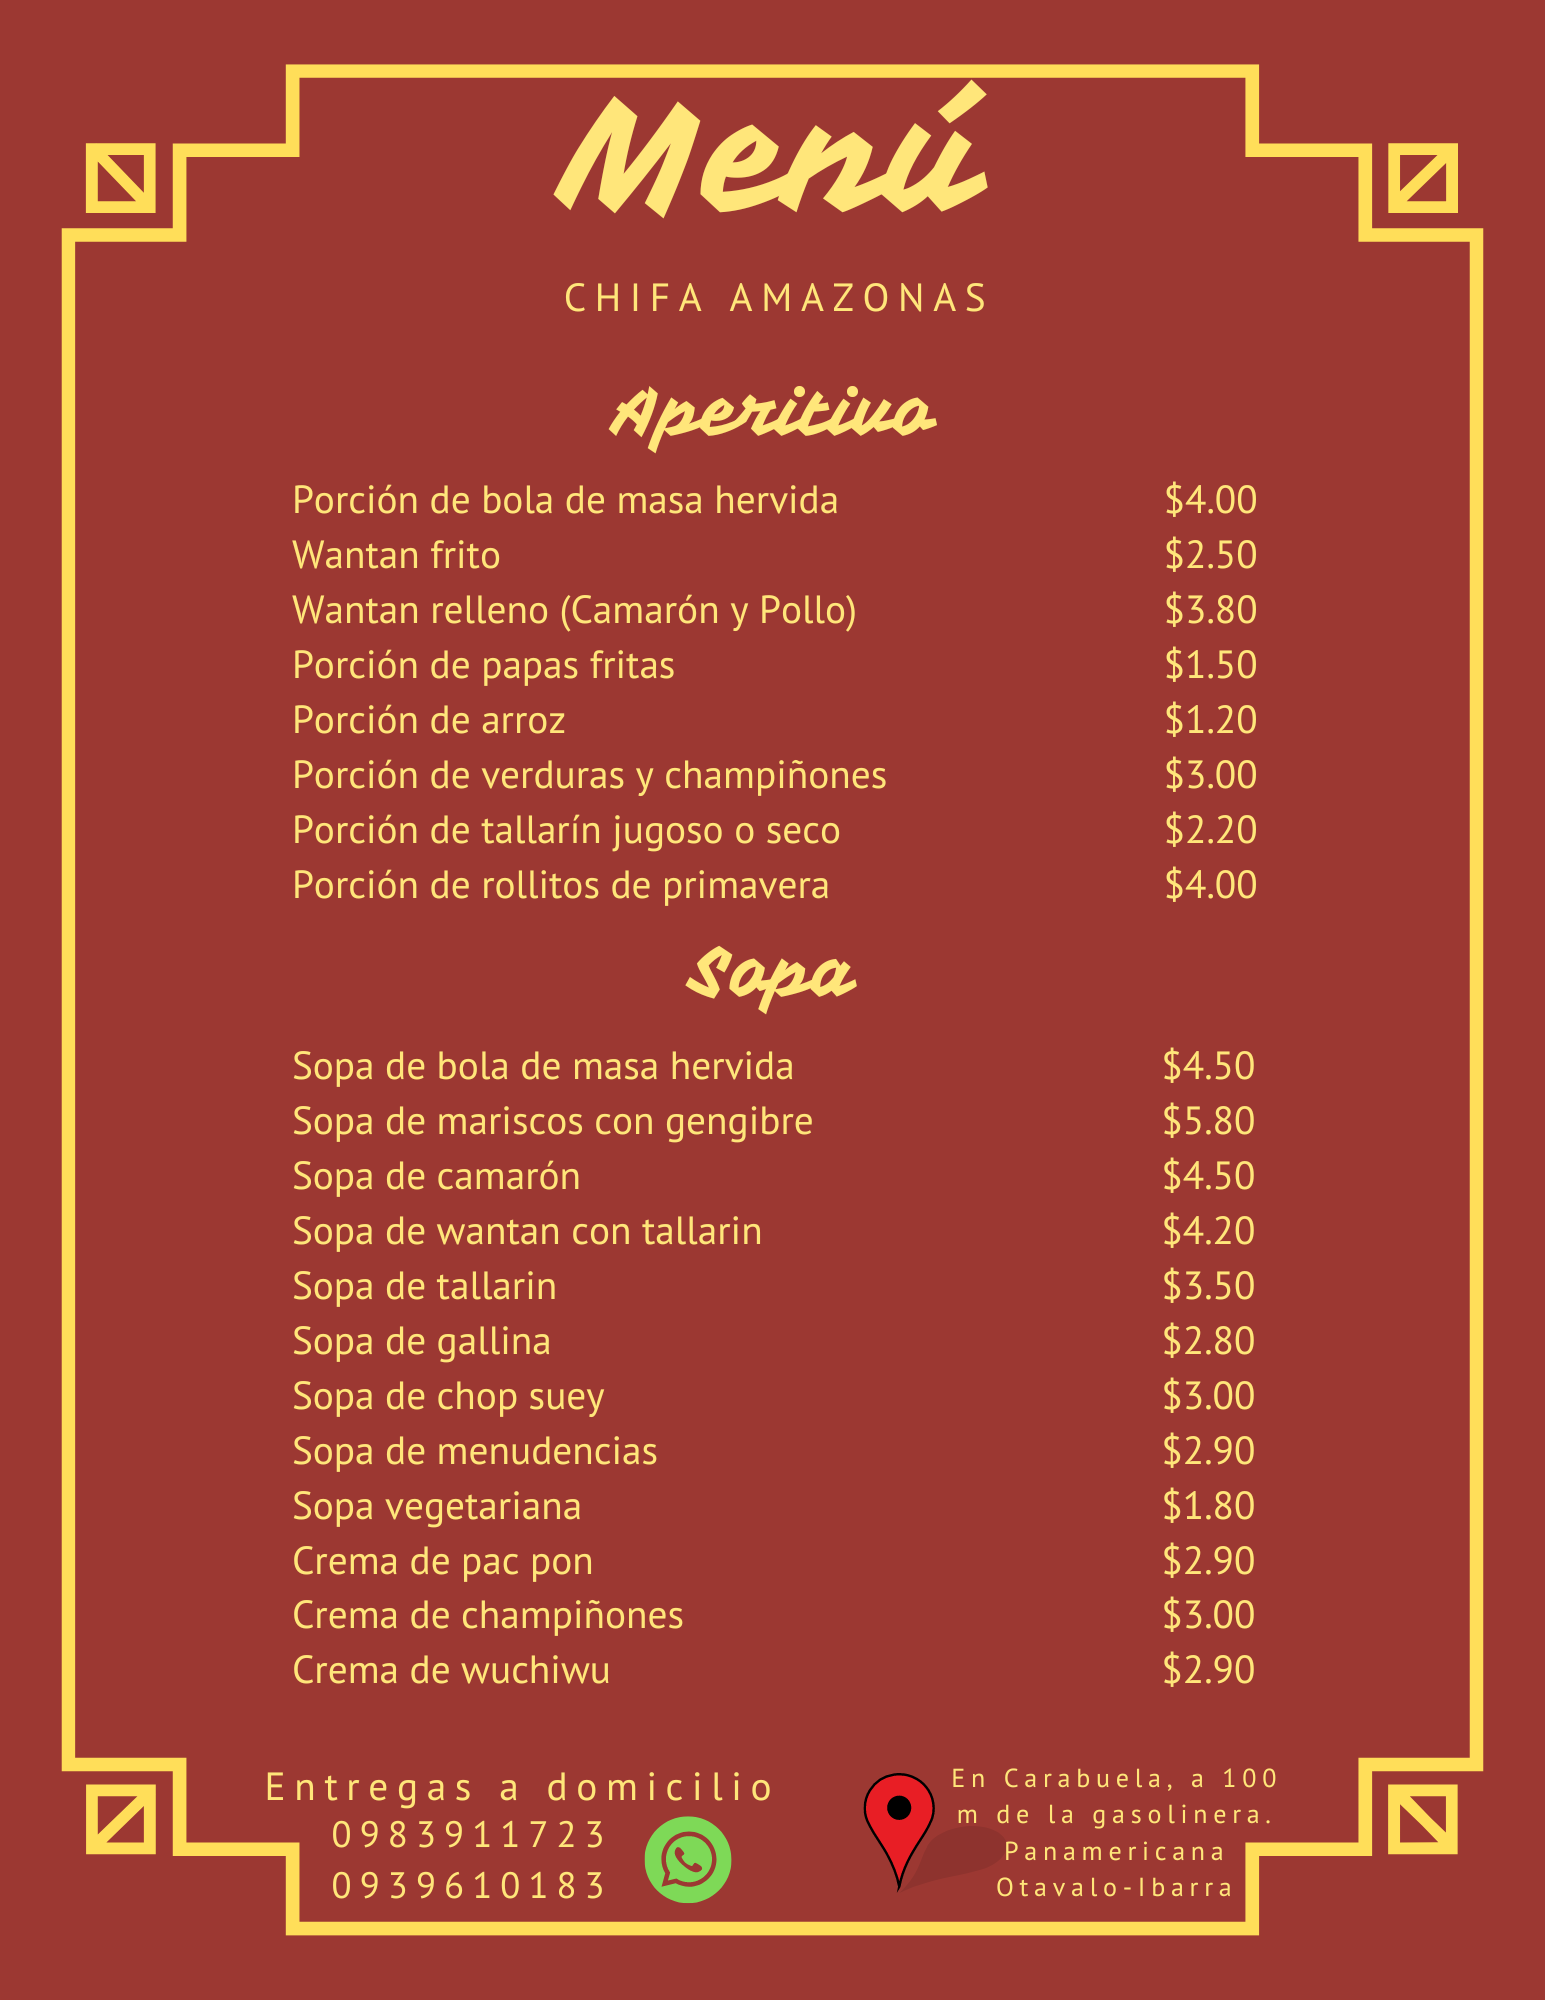 Menú
CHIFA AMAZONAS
Aperitivo
Porción de bola de masa hervida $4.00
Wantan frito $2.50
Wantan relleno (Camarón y Pollo) $3.80
Porción de papas fritas $1.50
Porción de arroz $1.20
Porción de verduras y champiñones $3.00
Porción de tallarín jugoso o seco $2.20
Porción de rollitos de primavera $4.00
Sopa
Sopa de bola de masa hervida $4.50
Sopa de mariscos con gengibre $5.80
Sopa de camarón $4.50
Sopa de wantan con tallarin $4.20
Sopa de tallarin $3.50
Sopa de gallina $2.80
Sopa de chop suey $3.00
Sopa de menudencias $2.90
Sopa vegetariana $1.80
Crema de pac pon $2.90
Crema de champiñones $3.00
Crema de wuchiwu $2.90
Entregas a domicilio
0983911723
0939610183
En Carabuela, a 100
m de la gasolinera.
Panamericana
Otavalo-Ibarra